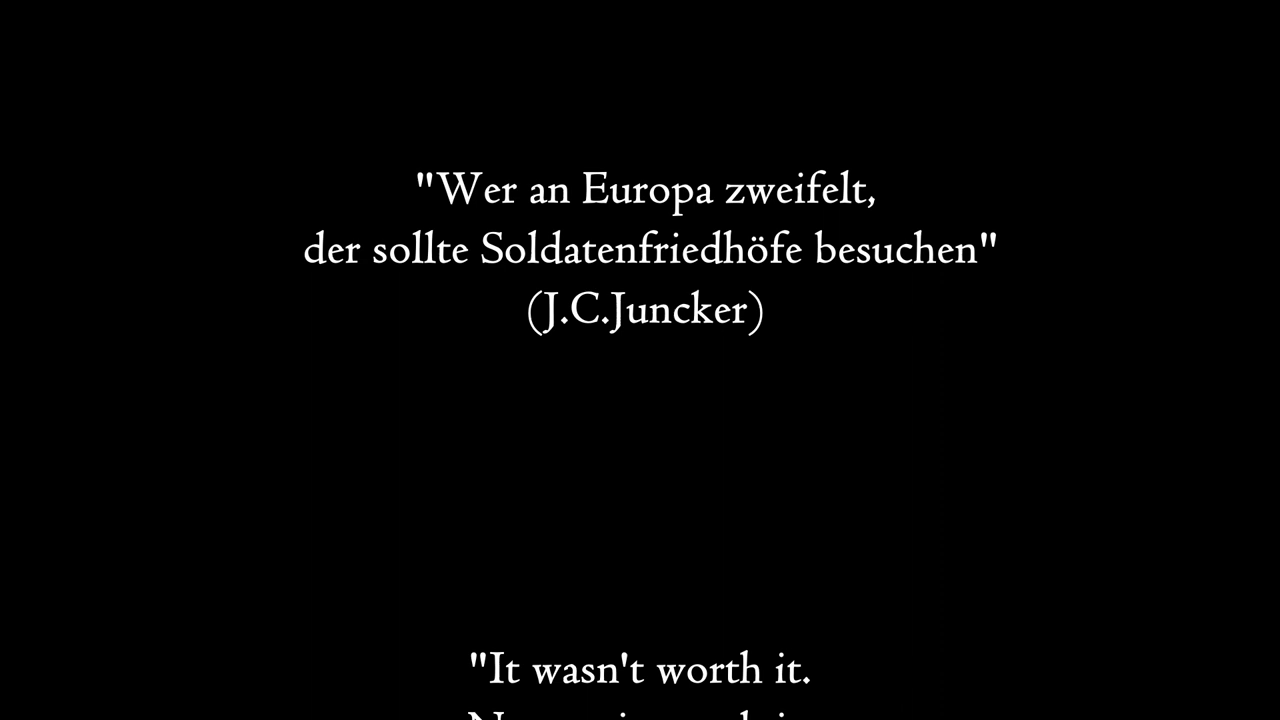 "Wer an Europa zweifelt,
der sollte Soldatenfriedhöfe besuchen"
(J.C.Juncker)
"It wasn't worth it.